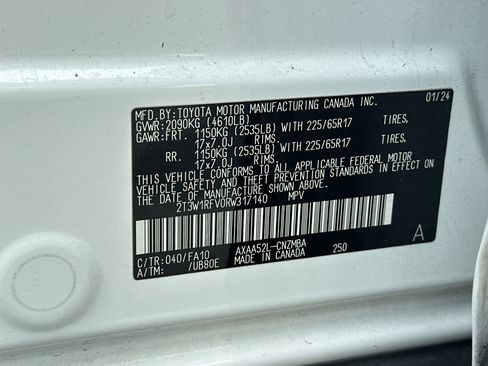 MFD.BY:TOYOTA MOTOR MANUFACTURING CANADA INC. 01/24
GVWR:2090KG (4610LB)
GAWR:FRT. 1150KG (2535LB) WITH 225/65R17 TIRES.
17x7.0J RIMS.
RR. 1150KG (2535LB) WITH 225/65R17 TIRES.
17x7.0J RIMS.
THIS VEHICLE CONFORMS TO ALL APPLICABLE FEDERAL MOTOR
VEHICLE SAFETY AND THEFT PREVENTION STANDARDS IN EFFECT
ON THE DATE OF MANUFACTURE SHOWN ABOVE.
2T3W1RFV0RW317140 MPV
C/TR:040/FA10 AXAA52L-CNZMBA 250 A
A/TM: /UB80E MADE IN CANADA